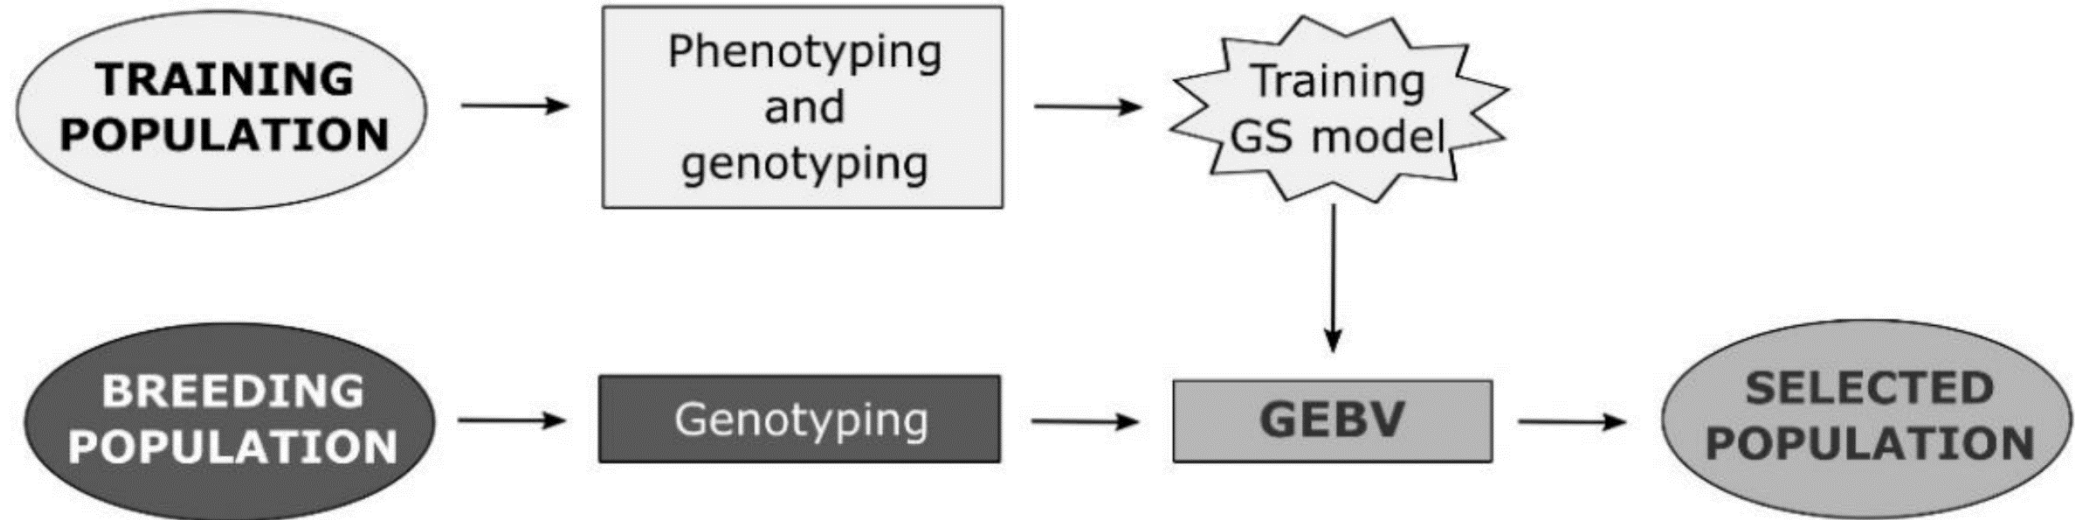 TRAINING
POPULATION
Phenotyping
and
genotyping
Training
GS model
BREEDING
POPULATION
Genotyping
GEBV
SELECTED
POPULATION